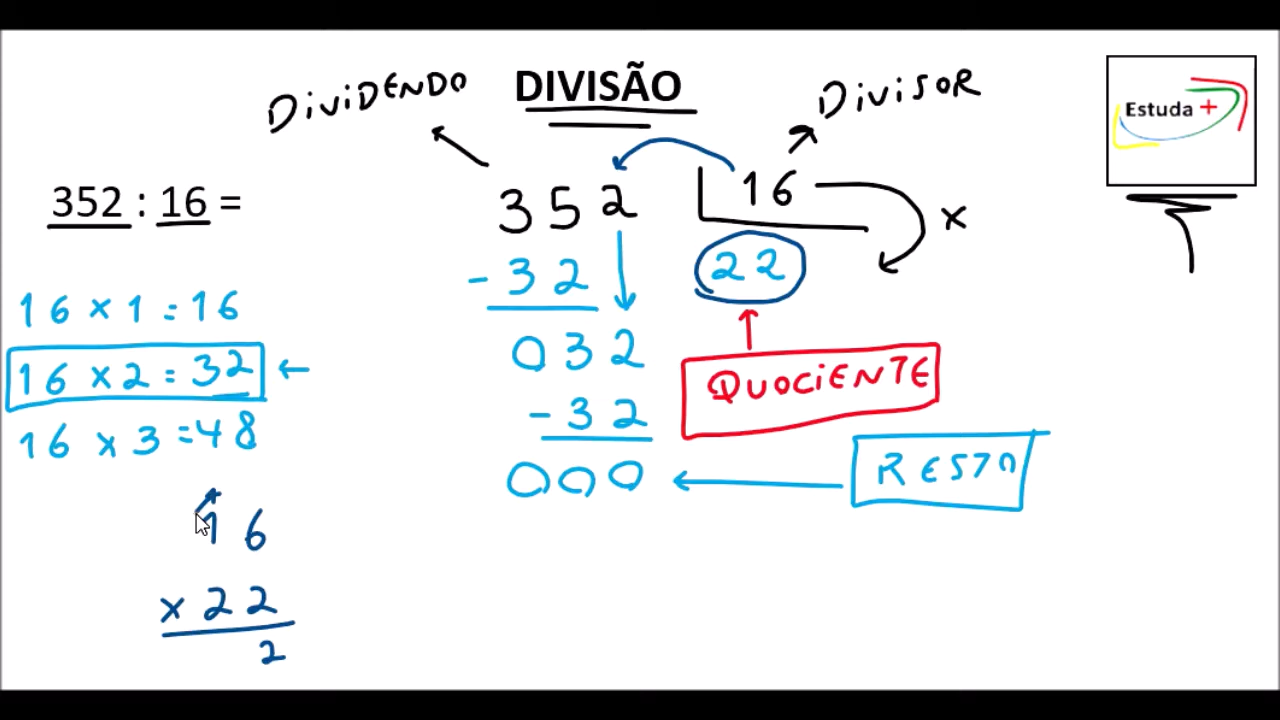 DIVISÃO
DiViDENDO
DiVisOR
Estuda +
352 : 16 =
352 16
x
- 32 22
032
- 32
000
QUOCiENTE
RESTO
16 x 1 = 16
16 x 2 = 32 ←
16 x 3 = 48
16
x 22
2